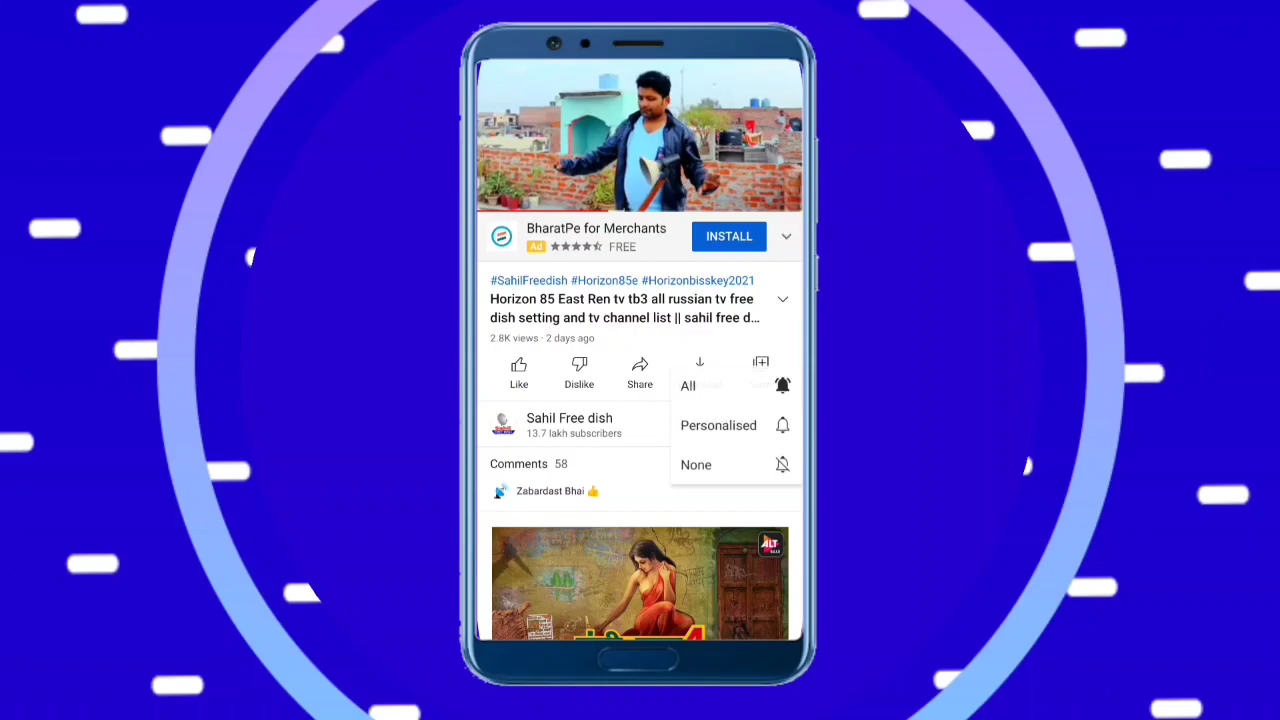 BharatPe for Merchants
Ad FREE
INSTALL
#SahilFreedish #Horizon85e #Horizonbisskey2021
Horizon 85 East Ren tv tb3 all russian tv free
dish setting and tv channel list || sahil free d...
2.8K views · 2 days ago
Like
Dislike
Share
All
Personalised
None
Sahil Free dish
13.7 lakh subscribers
Comments 58
Zabardast Bhai 👍
ALT
4